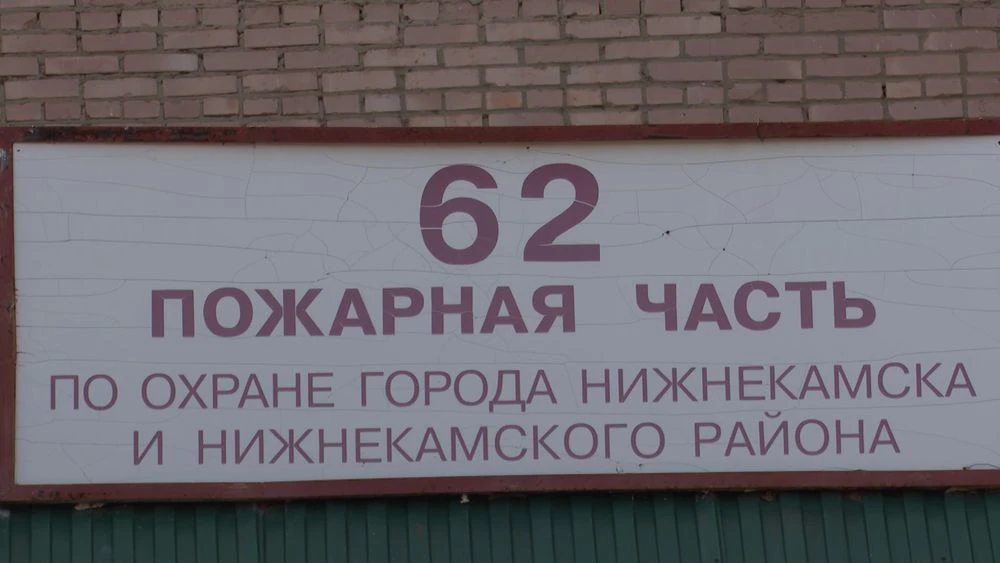 62
ПОЖАРНАЯ ЧАСТЬ
ПО ОХРАНЕ ГОРОДА НИЖНЕКАМСКА
И НИЖНЕКАМСКОГО РАЙОНА